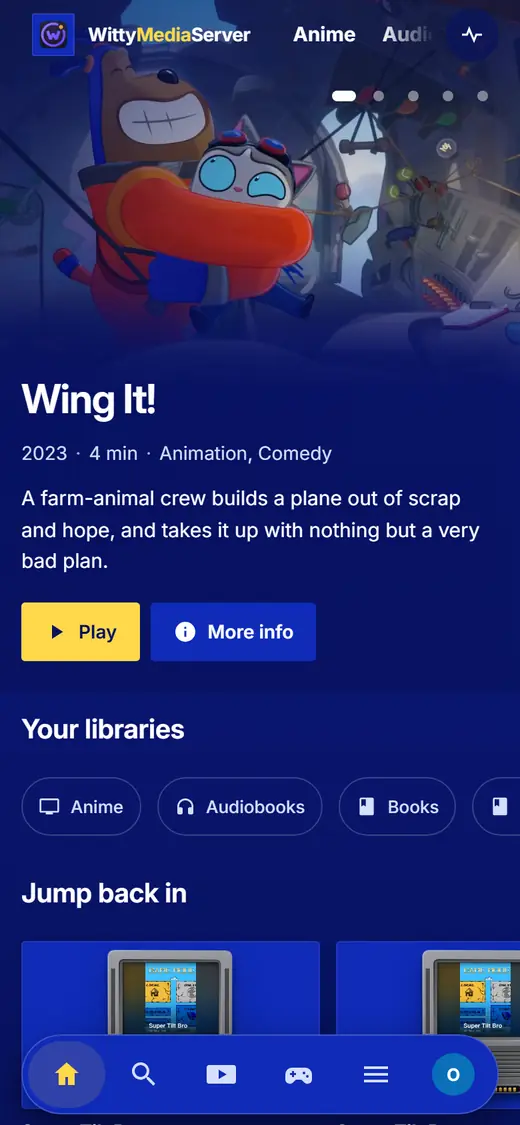 WittyMediaServer
Anime
Wing It!
2023 · 4 min · Animation, Comedy
A farm-animal crew builds a plane out of scrap
and hope, and takes it up with nothing but a very
bad plan.
Play
More info
Your libraries
Anime
Audiobooks
Books
Jump back in
Super Tilt Bro
Super Tilt Bro
O